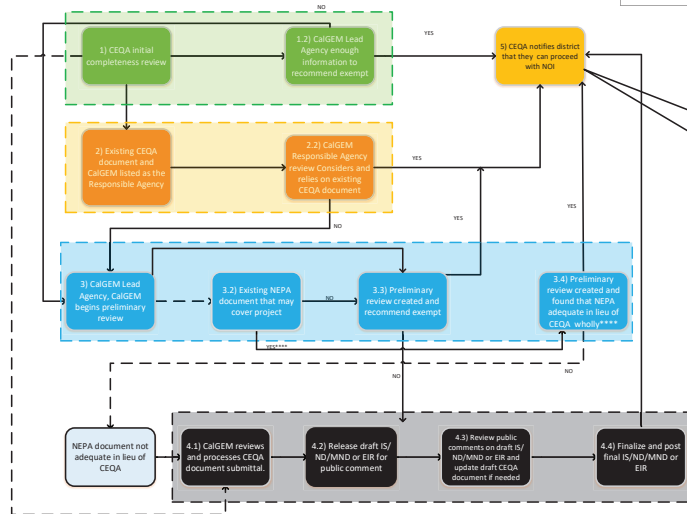 NO
1) CEQA initial
completeness review
1.2) CalGEM Lead
Agency enough
information to
recommend exempt
YES
5) CEQA notifies district
that they can proceed
with NOI
2) Existing CEQA
document and
CalGEM listed as the
Responsible Agency
2.2) CalGEM
Responsible Agency
review Considers and
relies on existing
CEQA document
YES
NO
YES
YES
3) CalGEM Lead
Agency, CalGEM
begins preliminary
review
3.2) Existing NEPA
document that may
cover project
NO
3.3) Preliminary
review created and
recommend exempt
3.4) Preliminary
review created and
found that NEPA
adequate in lieu of
CEQA wholly****
YES****
NO
NO
NEPA document not
adequate in lieu of
CEQA
4.1) CalGEM reviews
and processes CEQA
document submittal.
4.2) Release draft IS/
ND/MND or EIR for
public comment
4.3) Review public
comments on draft IS/
ND/MND or EIR and
update draft CEQA
document if needed
4.4) Finalize and post
final IS/ND/MND or
EIR